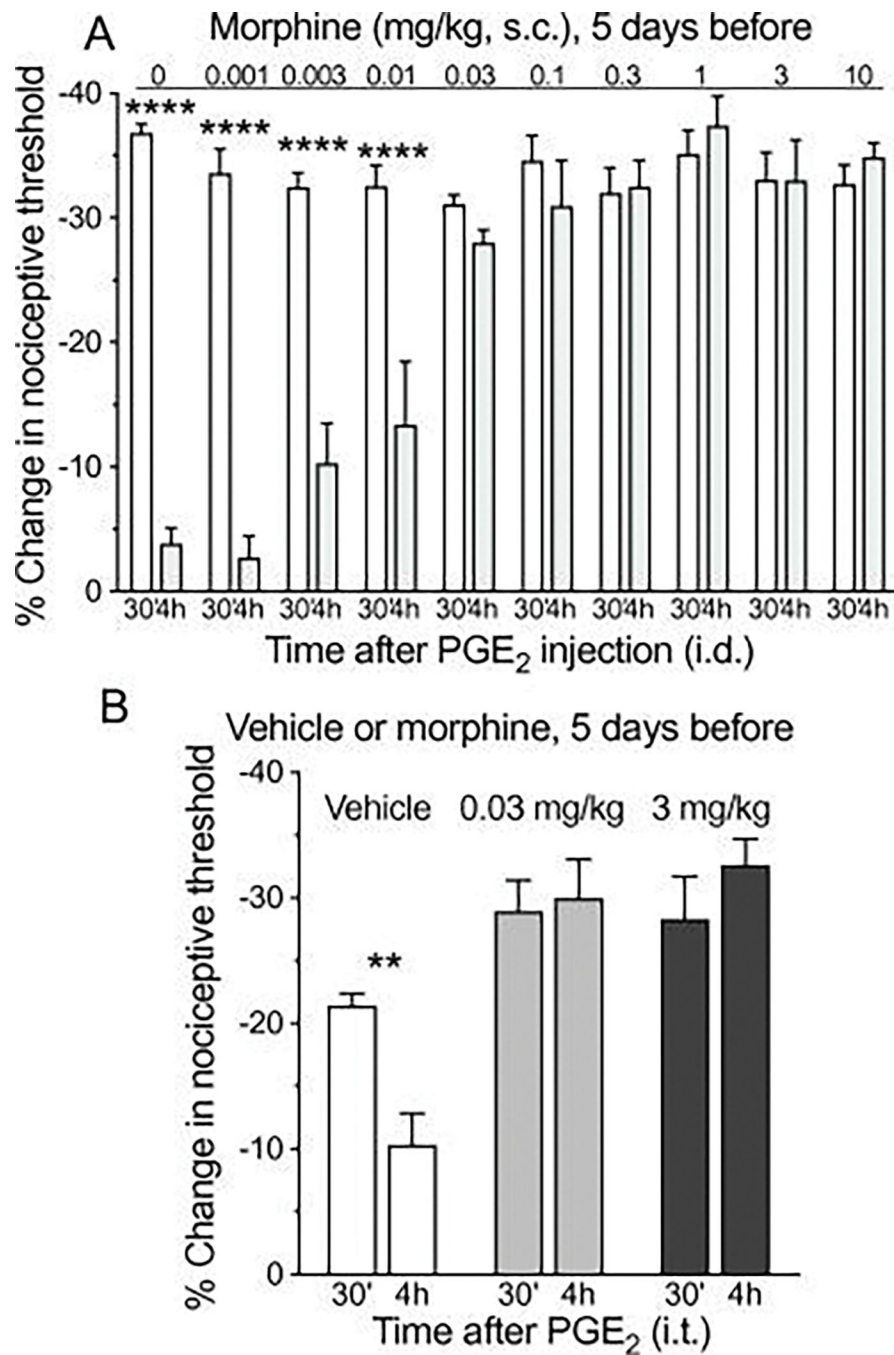 A
Morphine (mg/kg, s.c.), 5 days before
0 0.001 0.003 0.01 0.03 0.1 0.3 1 3 10
% Change in nociceptive threshold
-40
-30
-20
-10
0
**** **** **** ****
30'4h 30'4h 30'4h 30'4h 30'4h 30'4h 30'4h 30'4h 30'4h 30'4h
Time after PGE2 injection (i.d.)
B
Vehicle or morphine, 5 days before
% Change in nociceptive threshold
-40
-30
-20
-10
0
Vehicle 0.03 mg/kg 3 mg/kg
**
30' 4h 30' 4h 30' 4h
Time after PGE2 (i.t.)